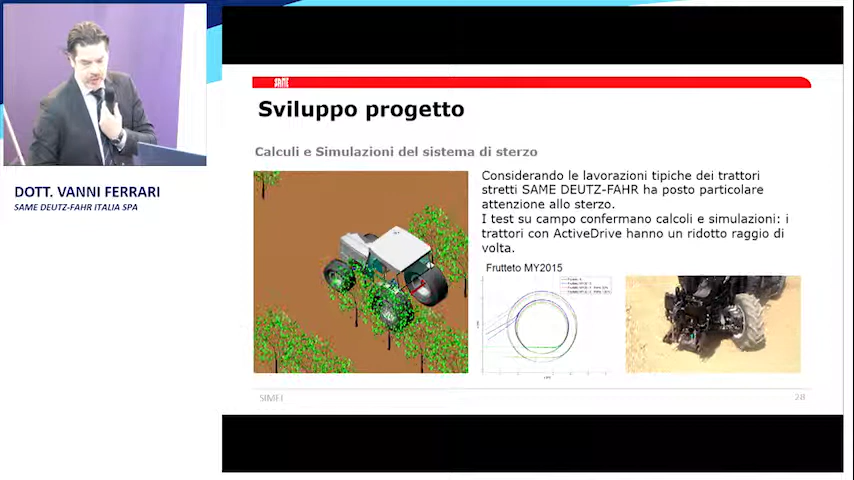 SAME
Sviluppo progetto
Calculi e Simulazioni del sistema di sterzo
Considerando le lavorazioni tipiche dei trattori
stretti SAME DEUTZ-FAHR ha posto particolare
attenzione allo sterzo.
I test su campo confermano calcoli e simulazioni: i
trattori con ActiveDrive hanno un ridotto raggio di
volta.
Frutteto MY2015
DOTT. VANNI FERRARI
SAME DEUTZ-FAHR ITALIA SPA
28